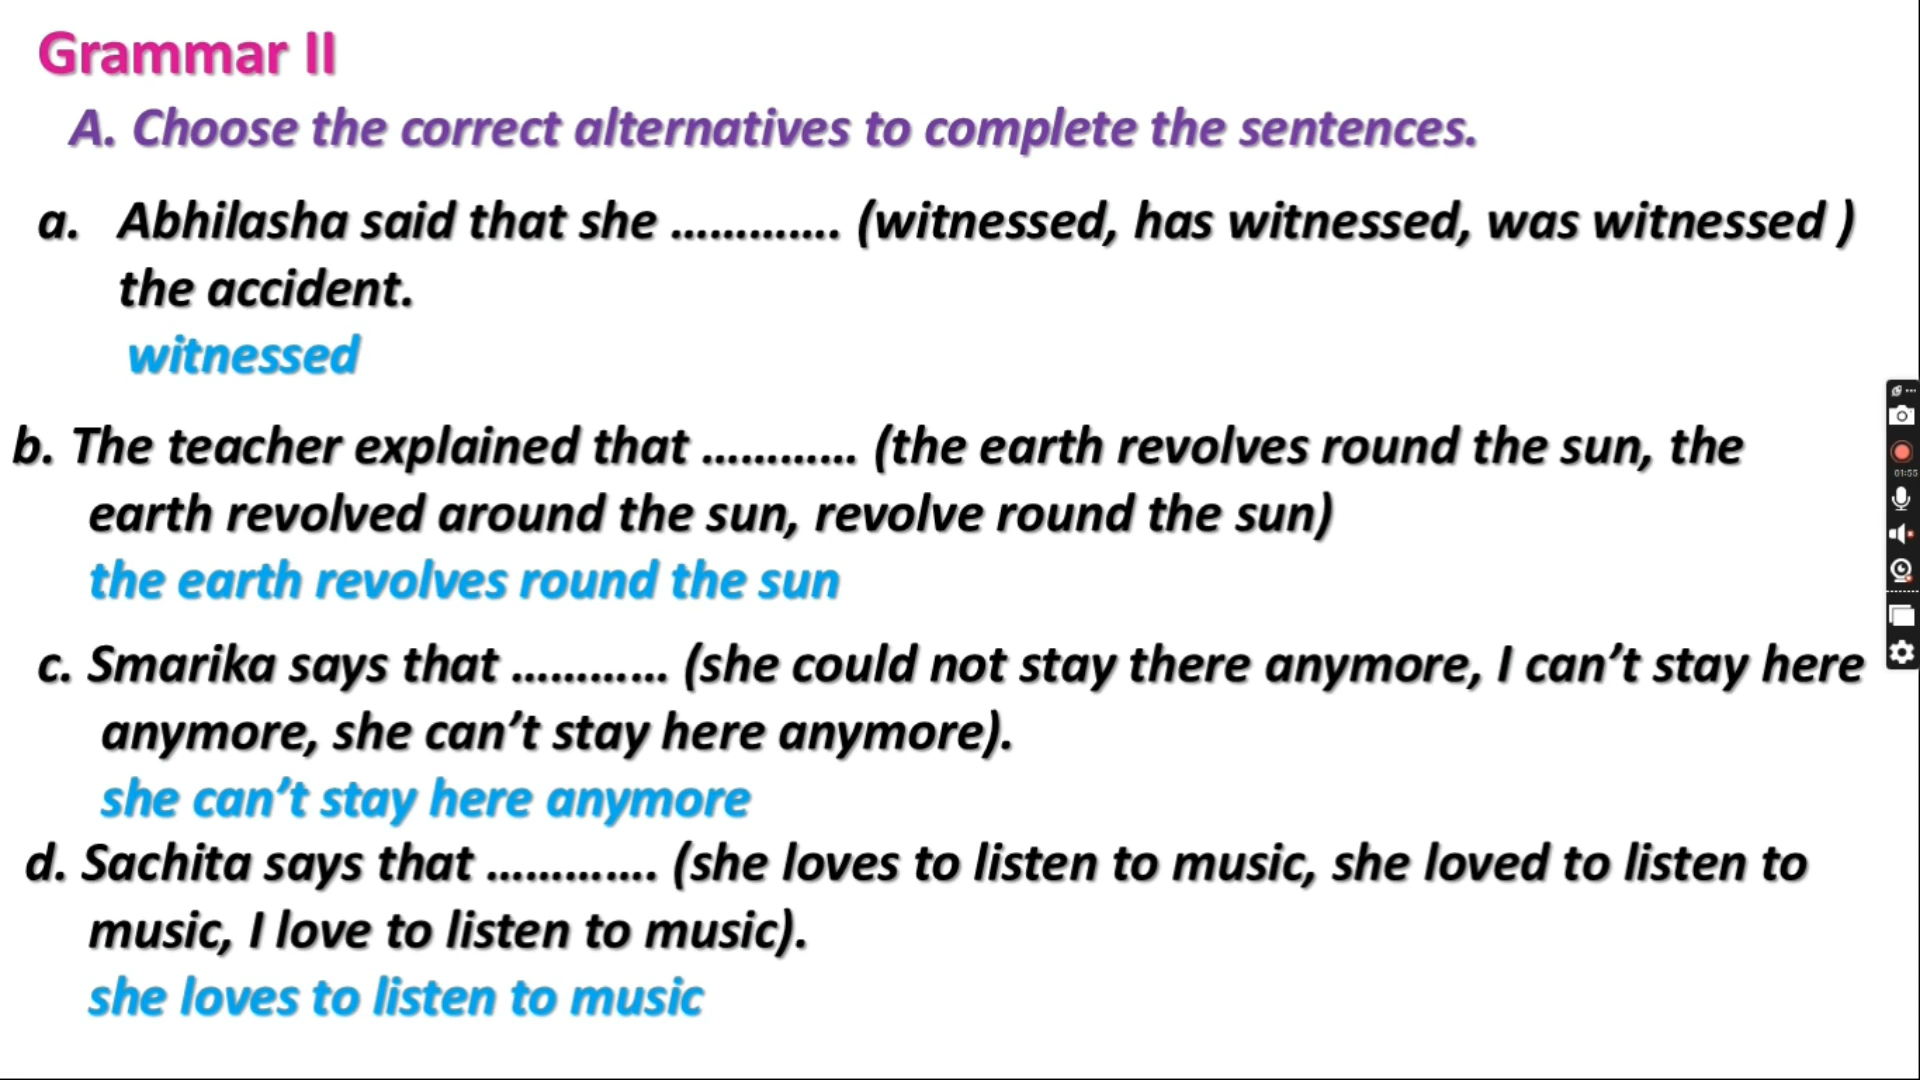 Grammar II
A. Choose the correct alternatives to complete the sentences.
a. Abhilasha said that she ............. (witnessed, has witnessed, was witnessed )
the accident.
witnessed
b. The teacher explained that ............ (the earth revolves round the sun, the
earth revolved around the sun, revolve round the sun)
the earth revolves round the sun
c. Smarika says that ............ (she could not stay there anymore, I can’t stay here
anymore, she can’t stay here anymore).
she can’t stay here anymore
d. Sachita says that ............. (she loves to listen to music, she loved to listen to
music, I love to listen to music).
she loves to listen to music
01:55